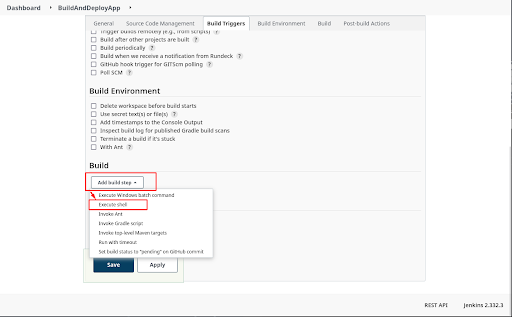 Dashboard
BuildAndDeployApp
General Source Code Management Build Triggers Build Environment Build Post-build Actions
Trigger builds remotely (e.g., from scripts) ?
Build after other projects are built ?
Build periodically ?
Build when we receive a notification from Rundeck ?
GitHub hook trigger for GITScm polling ?
Poll SCM ?
Build Environment
Delete workspace before build starts
Use secret text(s) or file(s) ?
Add timestamps to the Console Output
Inspect build log for published Gradle build scans
Terminate a build if it's stuck
With Ant ?
Build
Add build step
Execute Windows batch command
Execute shell
Invoke Ant
Invoke Gradle script
Invoke top-level Maven targets
Run with timeout
Set build status to "pending" on GitHub commit
Save Apply
REST API Jenkins 2.332.3